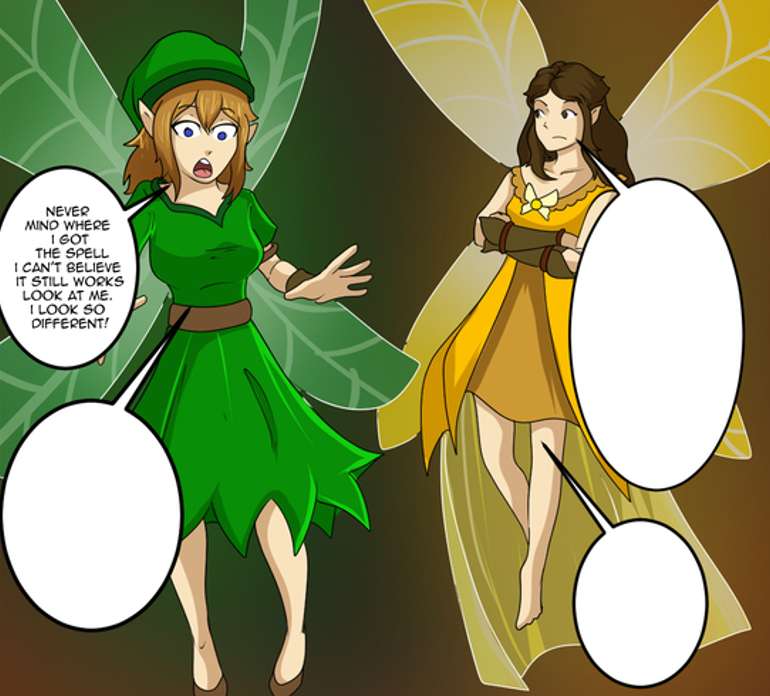 NEVER
MIND WHERE
I GOT
THE SPELL
I CAN'T BELIEVE
IT STILL WORKS
LOOK AT ME.
I LOOK SO
DIFFERENT!